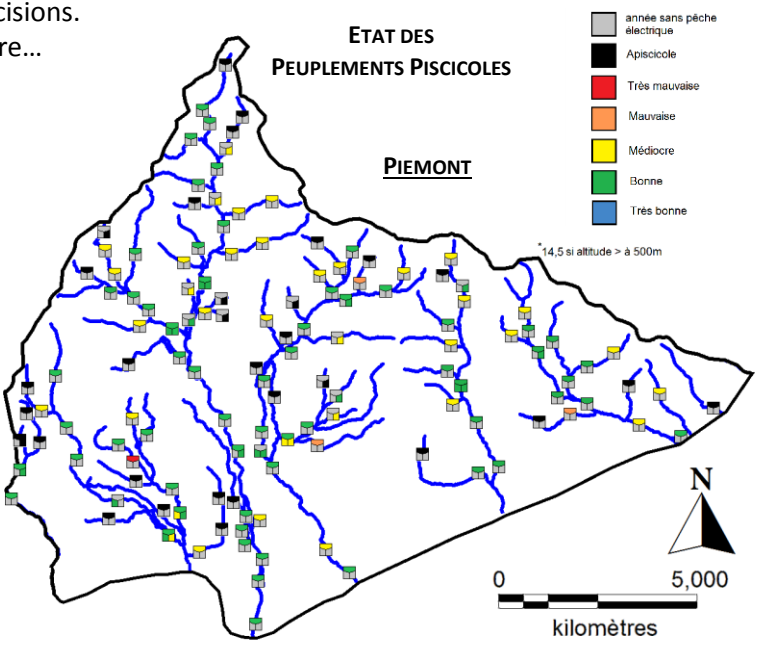 cisions.
re...
ETAT DES
PEUPLEMENTS PISCICOLES
PIEMONT
année sans pêche
électrique
Apiscicole
Très mauvaise
Mauvaise
Médiocre
Bonne
Très bonne
*14,5 si altitude > à 500m
N
0 5,000
kilomètres